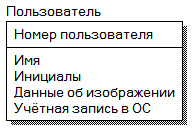 Пользователь
Номер пользователя
Имя
Инициалы
Данные об изображении
Учётная запись в ОС